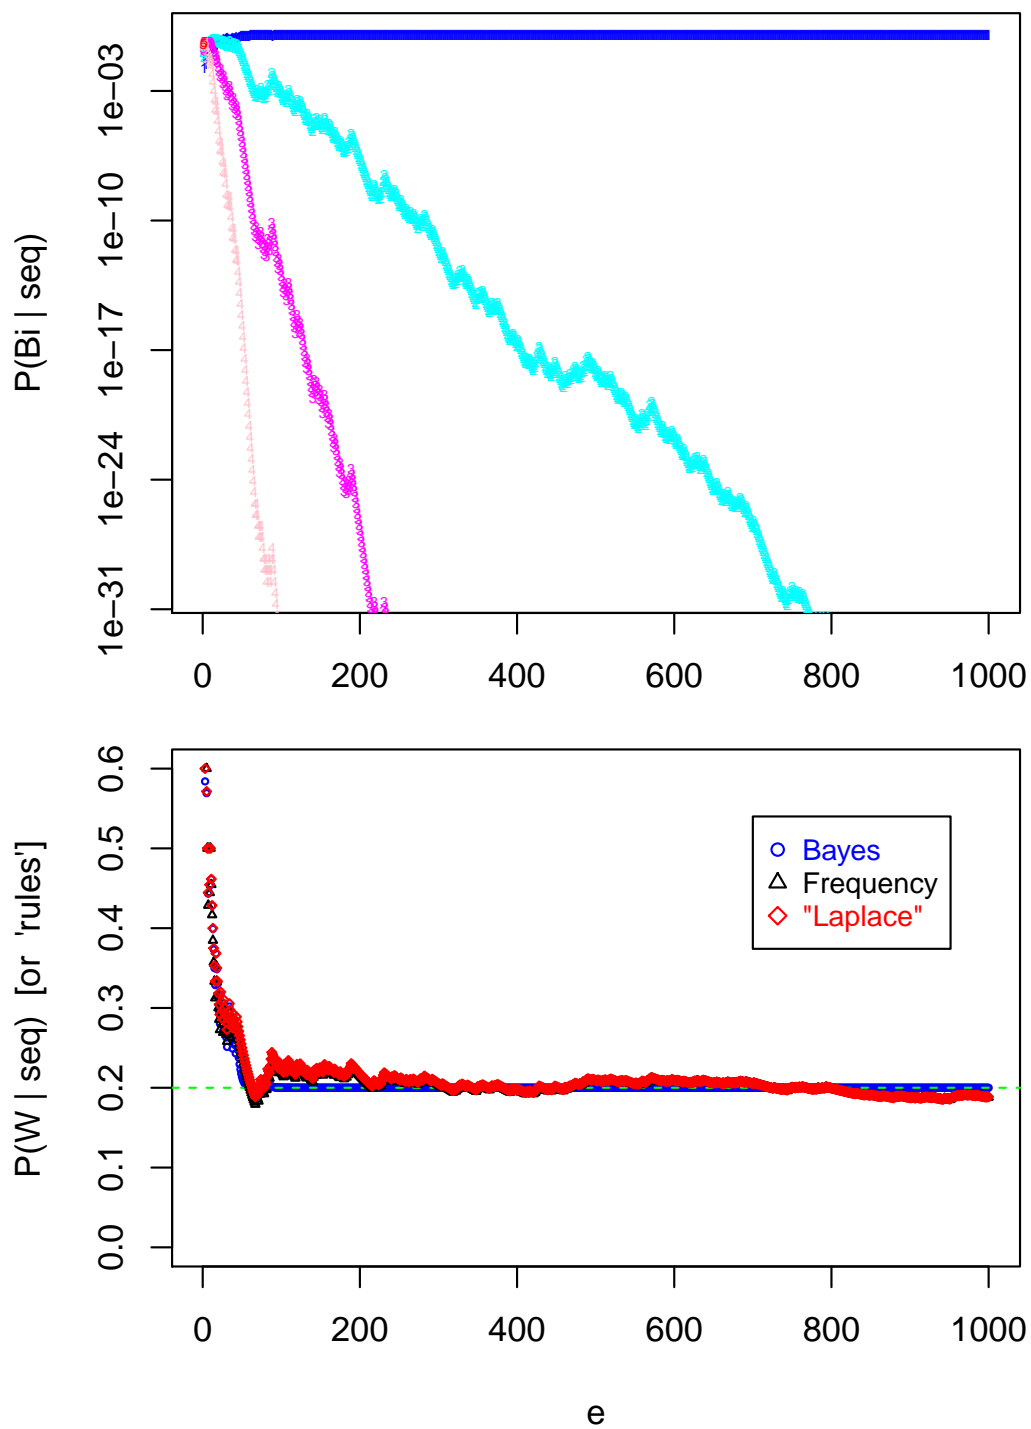 P(Bi | seq)
1e−03
1e−10
1e−17
1e−24
1e−31
0 200 400 600 800 1000
P(W | seq) [or 'rules']
0.6
0.5
0.4
0.3
0.2
0.1
0.0
Bayes
Frequency
"Laplace"
0 200 400 600 800 1000
e